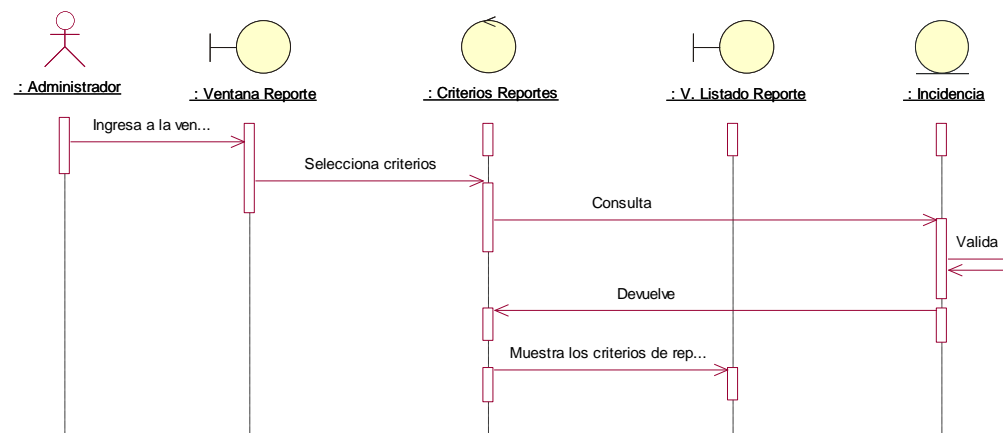 : Administrador
: Ventana Reporte
: Criterios Reportes
: V. Listado Reporte
: Incidencia
Ingresa a la ven...
Selecciona criterios
Consulta
Valida
Devuelve
Muestra los criterios de rep...